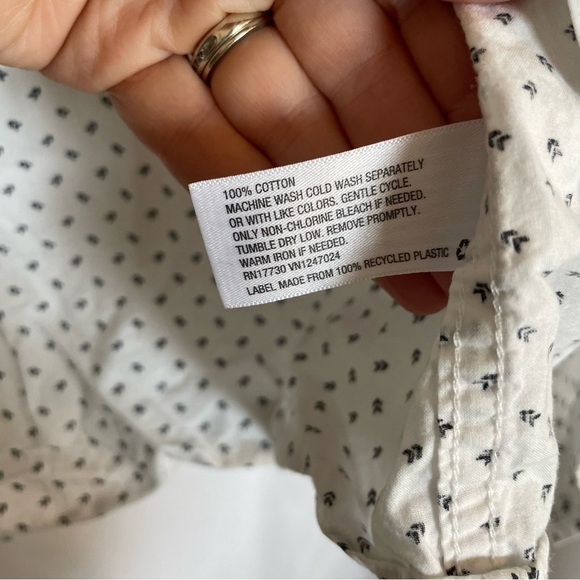 100% COTTON
MACHINE WASH COLD WASH SEPARATELY
OR WITH LIKE COLORS. GENTLE CYCLE.
ONLY NON-CHLORINE BLEACH IF NEEDED.
TUMBLE DRY LOW. REMOVE PROMPTLY.
WARM IRON IF NEEDED.
RN17730 VN1247024
LABEL MADE FROM 100% RECYCLED PLASTIC